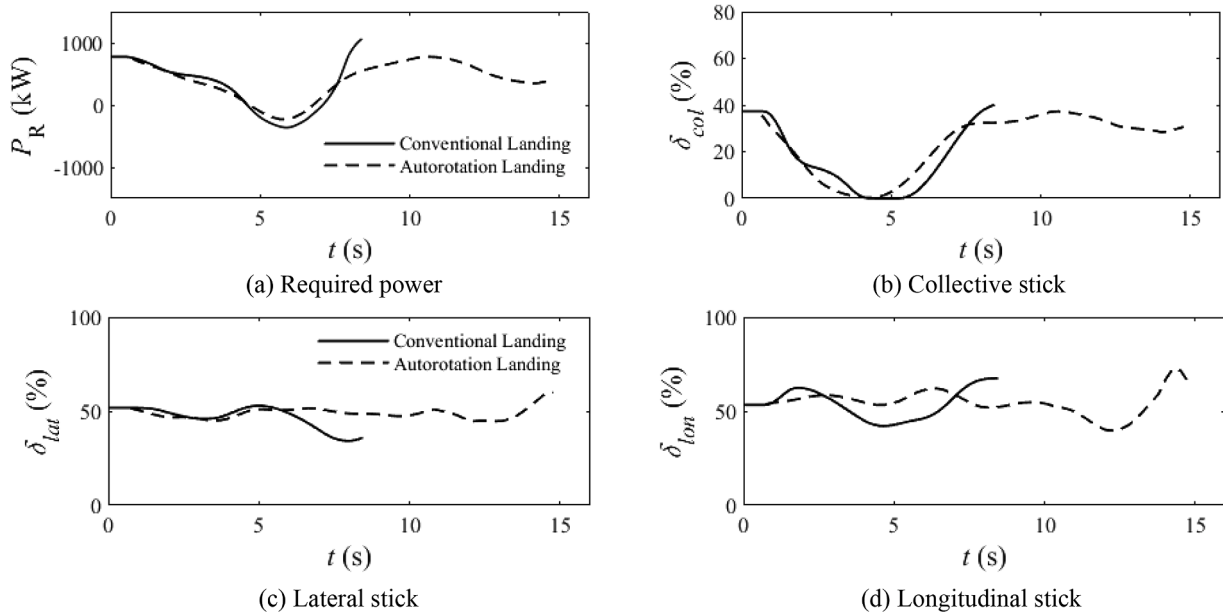 1000
0
-1000
P_R (kW)
Conventional Landing
Autorotation Landing
0 5 10 15
t (s)
(a) Required power
80
60
40
20
0
δ_col (%)
0 5 10 15
t (s)
(b) Collective stick
100
50
0
δ_lat (%)
Conventional Landing
Autorotation Landing
0 5 10 15
t (s)
(c) Lateral stick
100
50
0
δ_lon (%)
0 5 10 15
t (s)
(d) Longitudinal stick